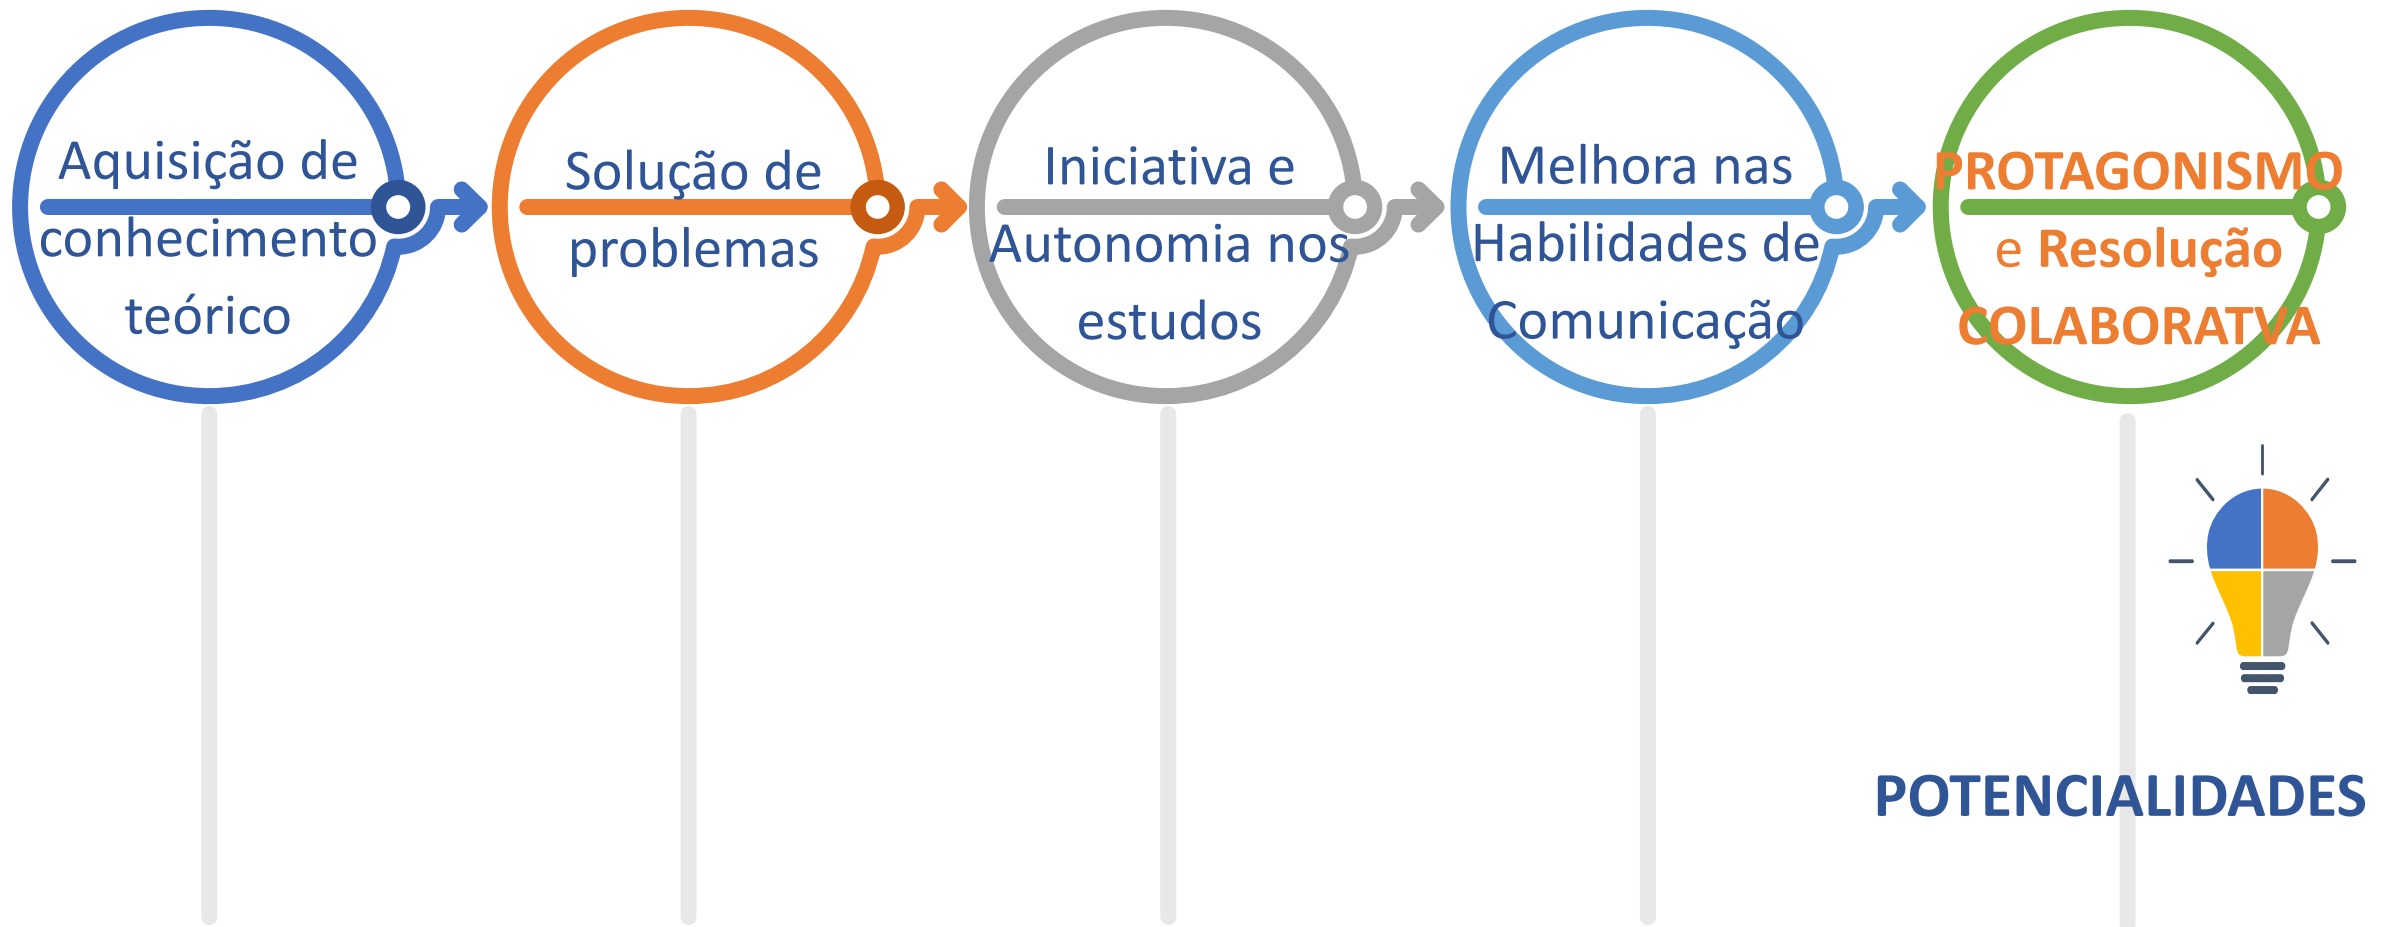 Aquisição de
conhecimento
teórico
Solução de
problemas
Iniciativa e
Autonomia nos
estudos
Melhora nas
Habilidades de
Comunicação
PROTAGONISMO
e Resolução
COLABORATVA
POTENCIALIDADES